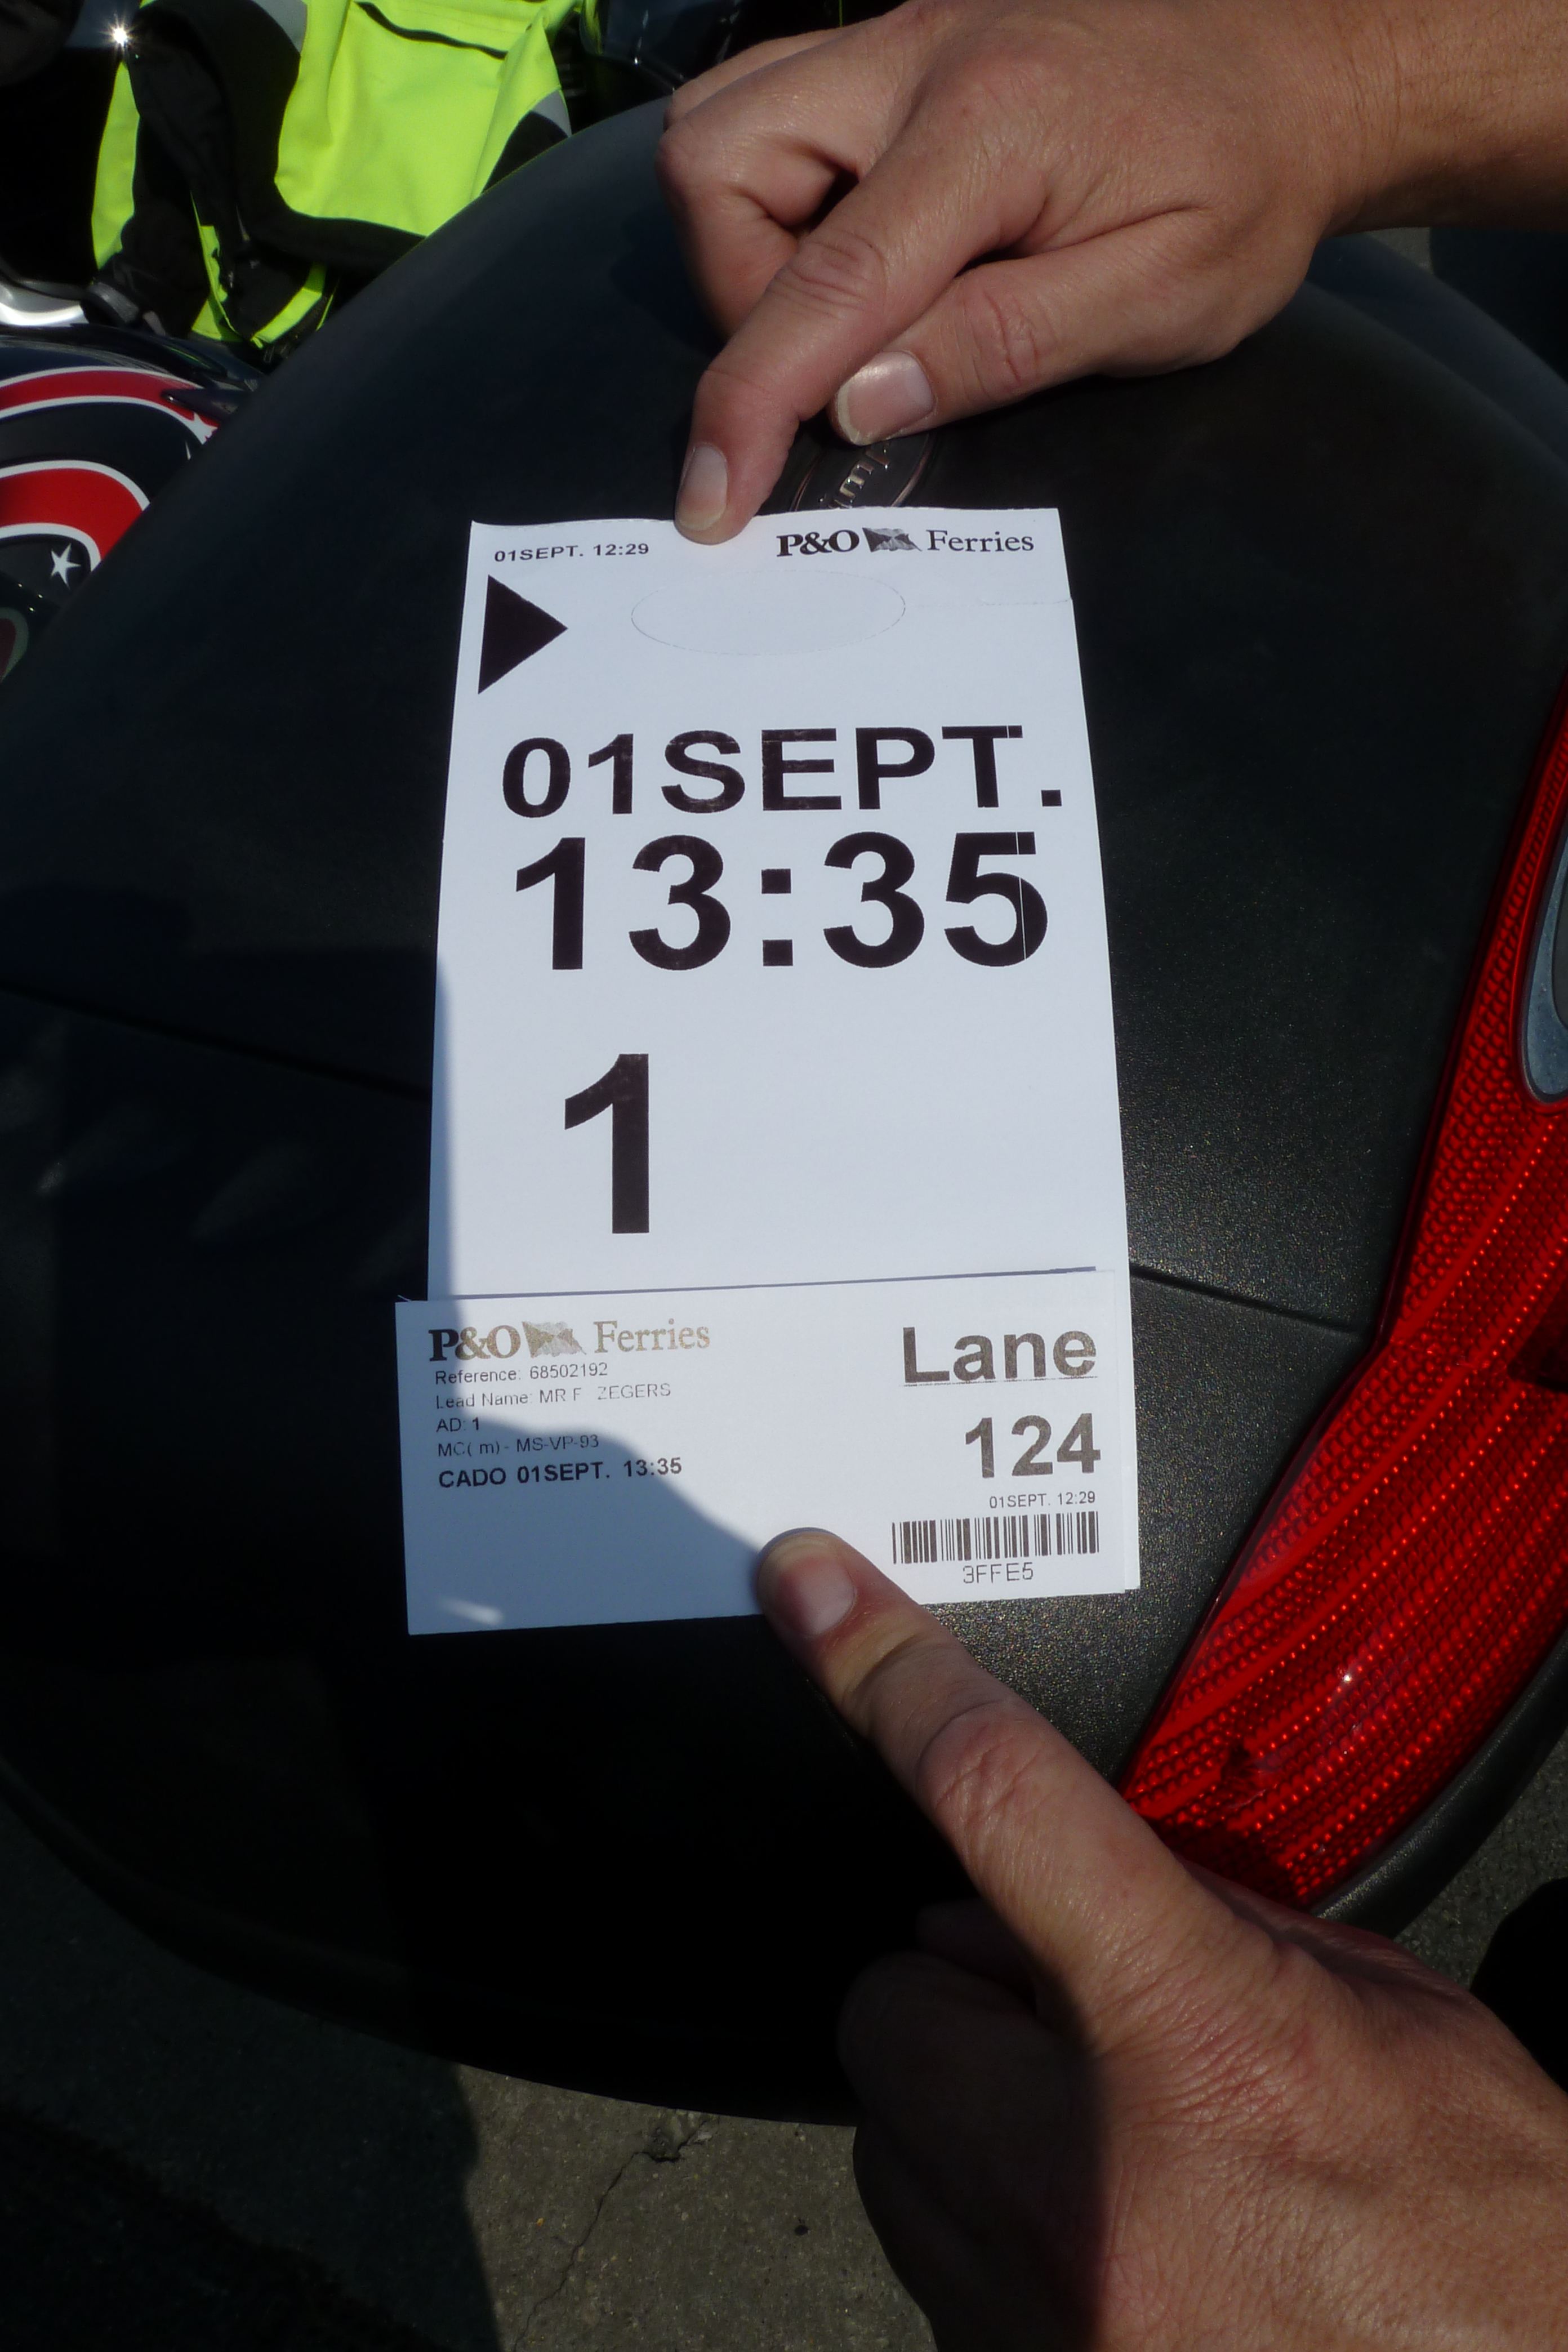 01SEPT. 12:29
P&O Ferries
01SEPT.
13:35
1
P&O Ferries
Reference: 68502192
Lead Name: MR F ZEGERS
AD: 1
MC( m) - MS-VP-93
CADO 01SEPT. 13:35
Lane
124
01SEPT. 12:29
3FFE5